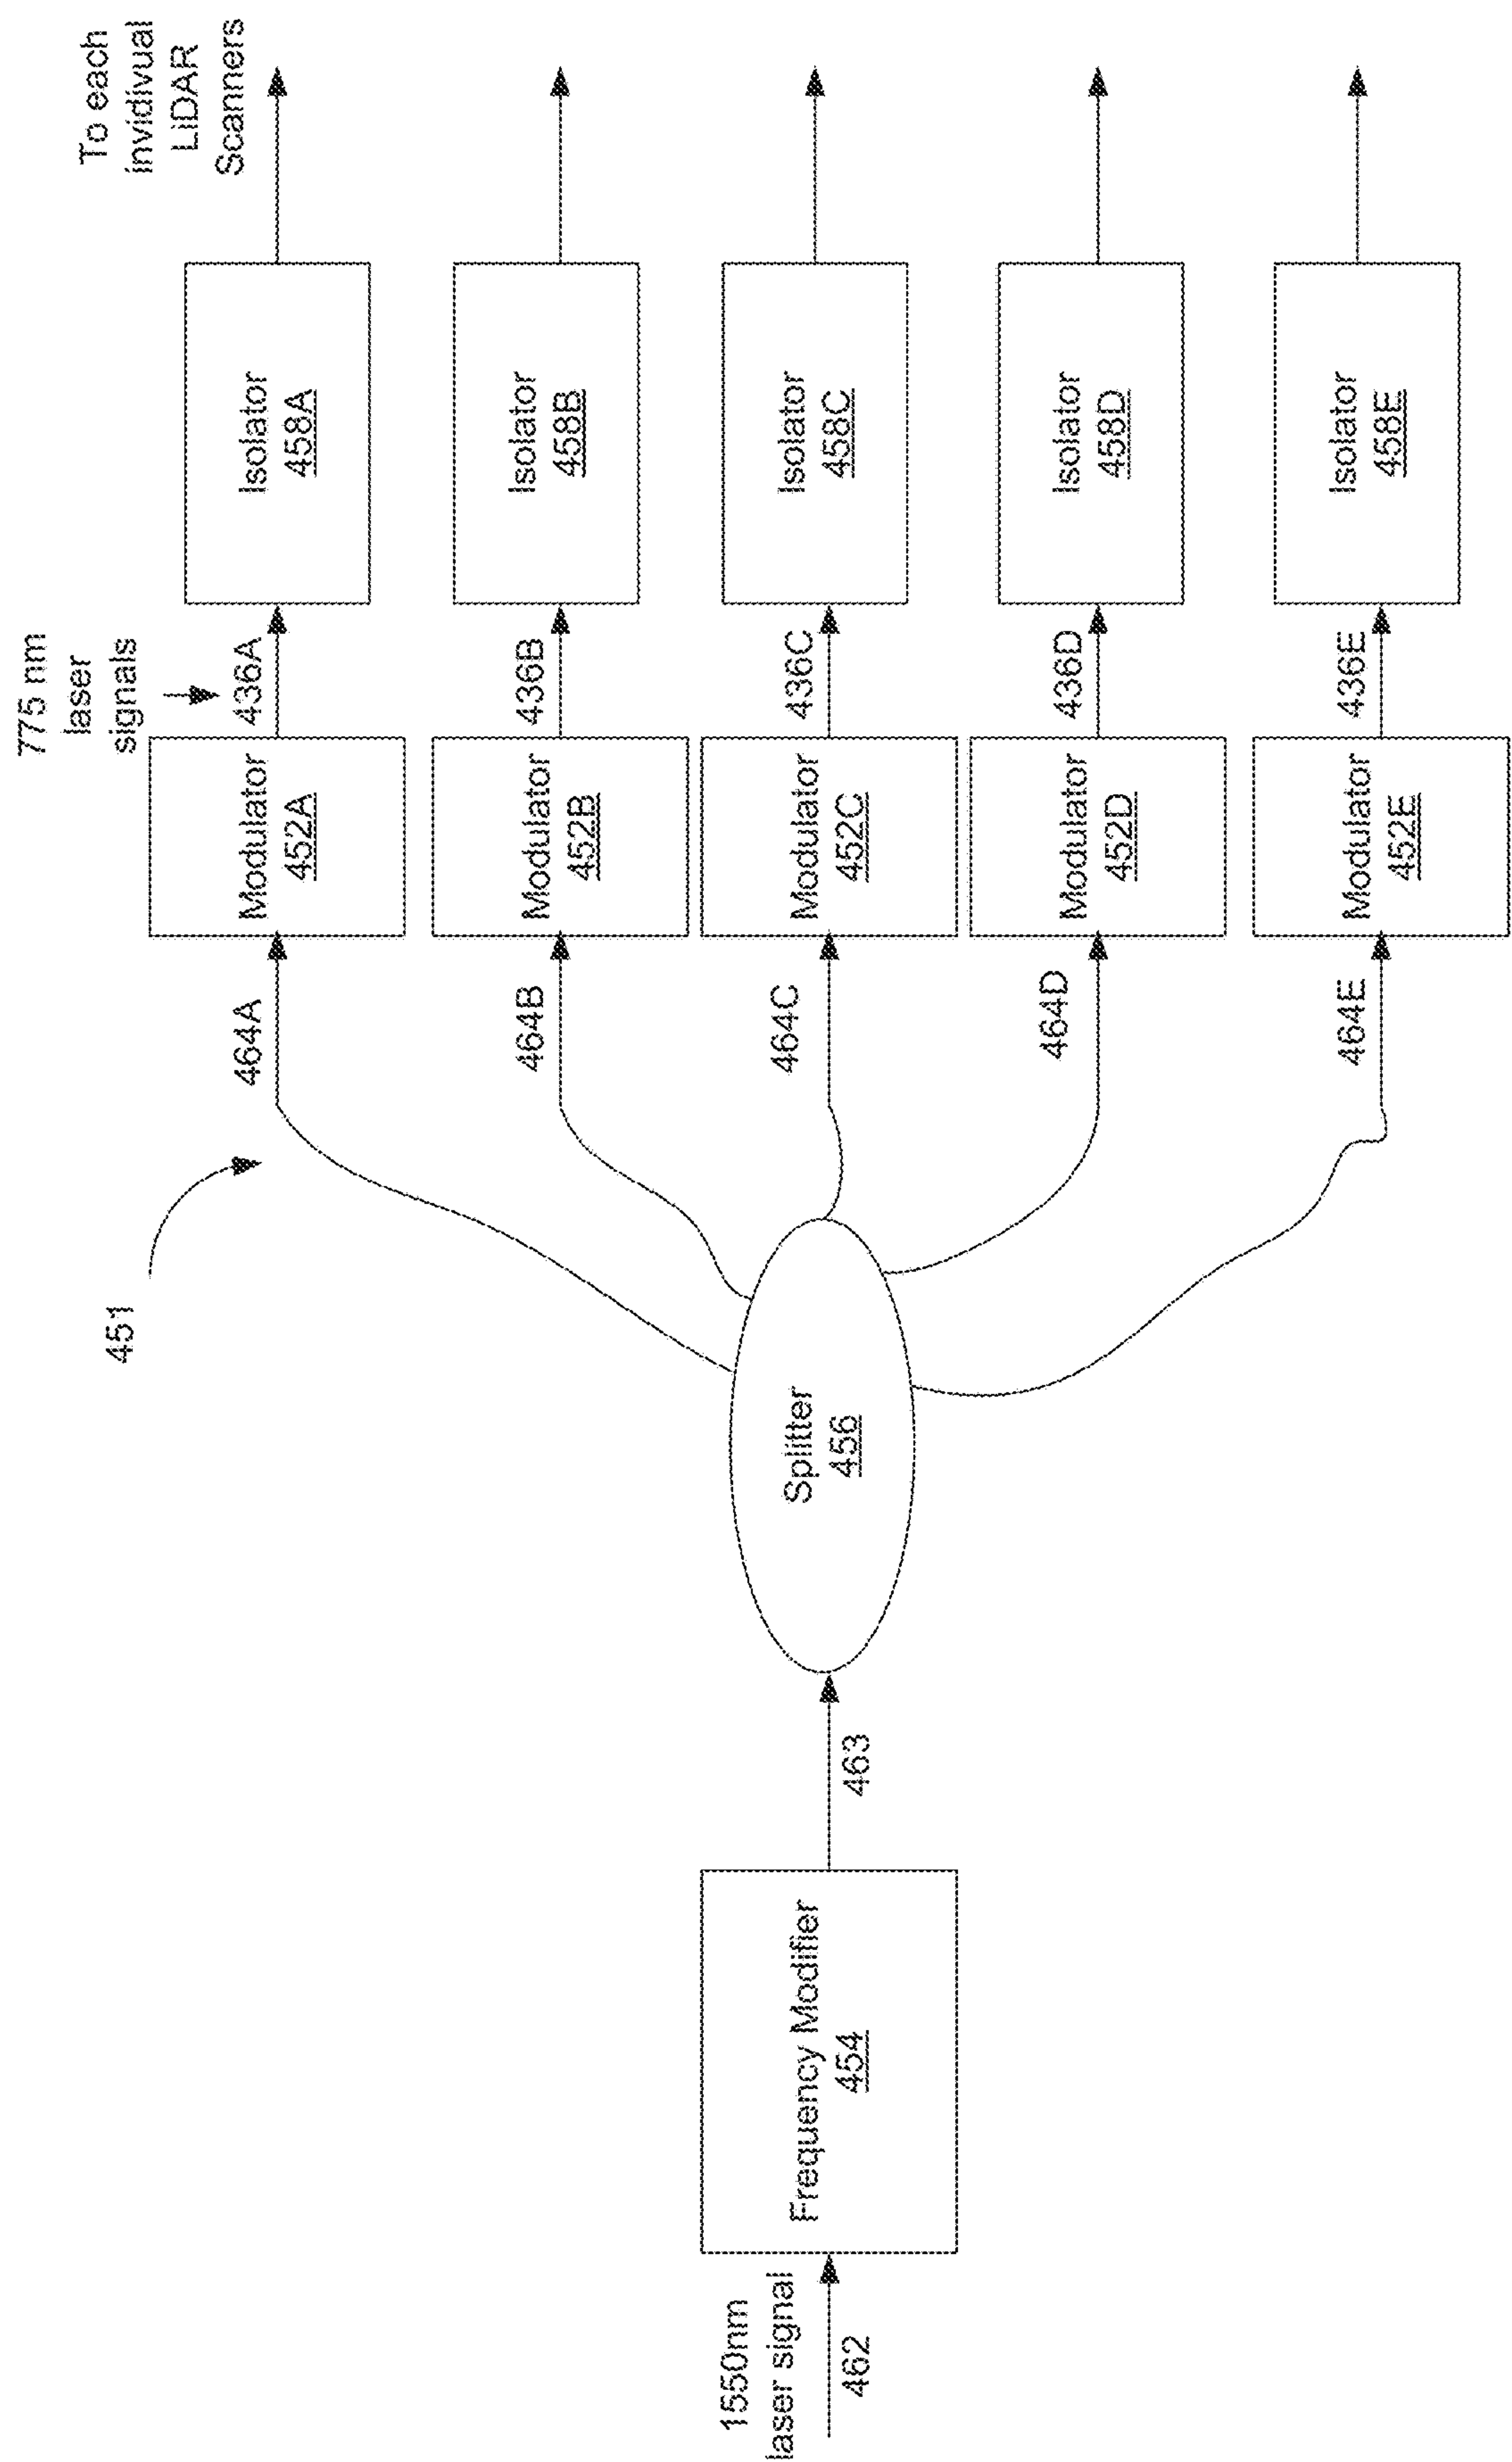 1550nm
laser signal
462
Frequency Modifier
454
463
Splitter
456
451
464A
464B
464C
464D
464E
Modulator
452A
Modulator
452B
Modulator
452C
Modulator
452D
Modulator
452E
775 nm
laser
signals
436A
436B
436C
436D
436E
Isolator
458A
Isolator
458B
Isolator
458C
Isolator
458D
Isolator
458E
To each
invidivual
LiDAR
Scanners